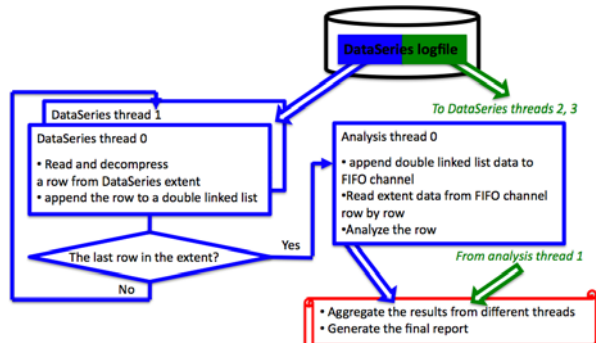 DataSeries logfile
To DataSeries threads 2, 3
DataSeries thread 1
DataSeries thread 0
• Read and decompress
a row from DataSeries extent
• append the row to a double linked list
Analysis thread 0
• append double linked list data to
FIFO channel
•Read extent data from FIFO channel
row by row
• Analyze the row
The last row in the extent?
Yes
No
From analysis thread 1
• Aggregate the results from different threads
• Generate the final report